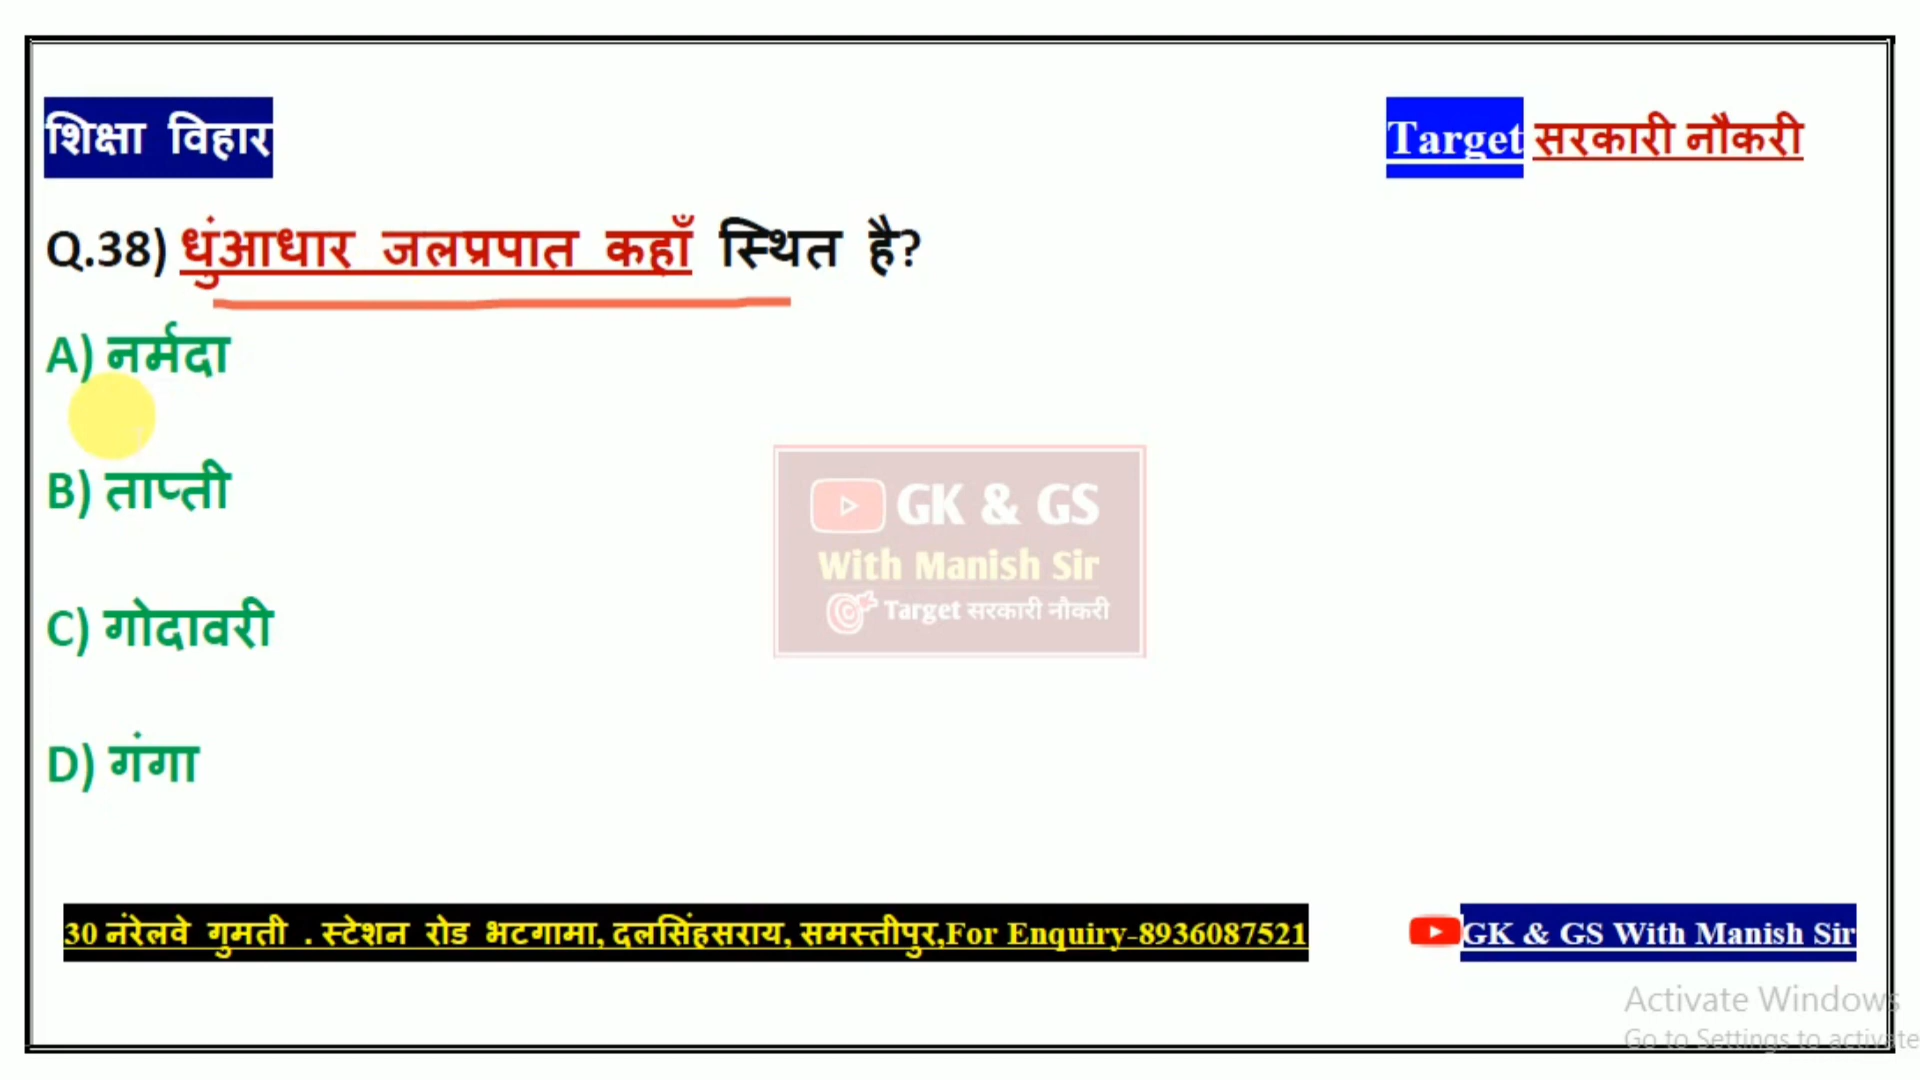 शिक्षा विहार
Target सरकारी नौकरी
Q.38) धुंआधार जलप्रपात कहाँ स्थित है?
A) नर्मदा
B) ताप्ती
GK & GS
With Manish Sir
Target सरकारी नौकरी
C) गोदावरी
D) गंगा
30 नंरेलवे गुमती . स्टेशन रोड भटगामा, दलसिंहसराय, समस्तीपुर,For Enquiry-8936087521
GK & GS With Manish Sir
Activate Windows
Go to Settings to activate